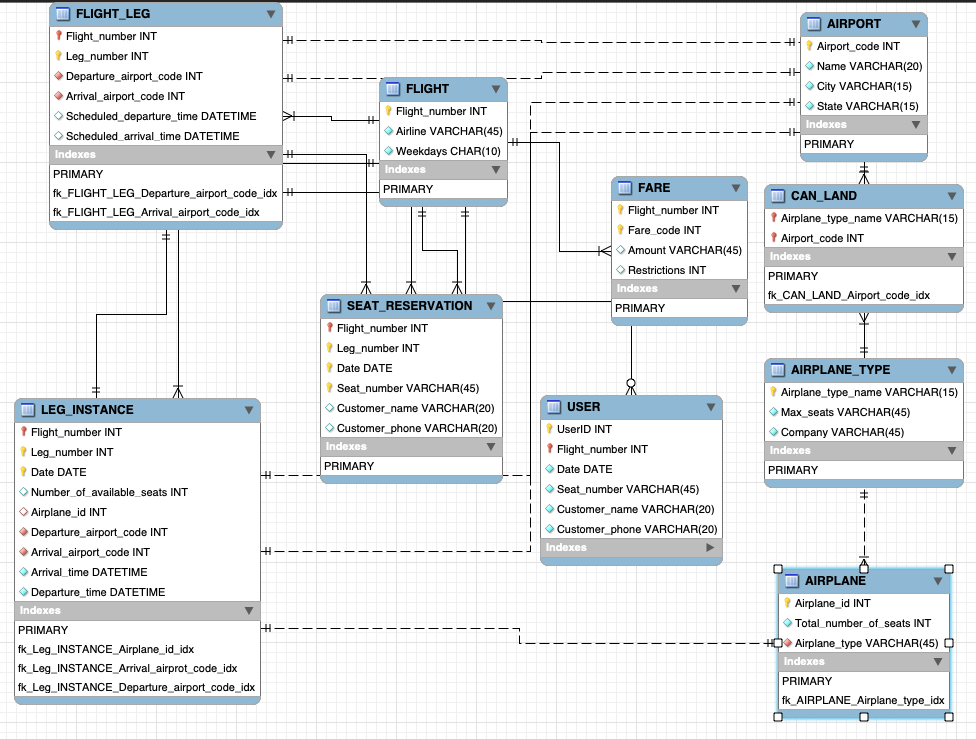 FLIGHT_LEG
Flight_number INT
Leg_number INT
Departure_airport_code INT
Arrival_airport_code INT
Scheduled_departure_time DATETIME
Scheduled_arrival_time DATETIME
Indexes
PRIMARY
fk_FLIGHT_LEG_Departure_airport_code_idx
fk_FLIGHT_LEG_Arrival_airport_code_idx
FLIGHT
Flight_number INT
Airline VARCHAR(45)
Weekdays CHAR(10)
Indexes
PRIMARY
AIRPORT
Airport_code INT
Name VARCHAR(20)
City VARCHAR(15)
State VARCHAR(15)
Indexes
PRIMARY
FARE
Flight_number INT
Fare_code INT
Amount VARCHAR(45)
Restrictions INT
Indexes
PRIMARY
CAN_LAND
Airplane_type_name VARCHAR(15)
Airport_code INT
Indexes
PRIMARY
fk_CAN_LAND_Airport_code_idx
SEAT_RESERVATION
Flight_number INT
Leg_number INT
Date DATE
Seat_number VARCHAR(45)
Customer_name VARCHAR(20)
Customer_phone VARCHAR(20)
Indexes
PRIMARY
AIRPLANE_TYPE
Airplane_type_name VARCHAR(15)
Max_seats VARCHAR(45)
Company VARCHAR(45)
Indexes
PRIMARY
LEG_INSTANCE
Flight_number INT
Leg_number INT
Date DATE
Number_of_available_seats INT
Airplane_id INT
Departure_airport_code INT
Arrival_airport_code INT
Arrival_time DATETIME
Departure_time DATETIME
Indexes
PRIMARY
fk_Leg_INSTANCE_Airplane_id_idx
fk_Leg_INSTANCE_Arrival_airprot_code_idx
fk_Leg_INSTANCE_Departure_airport_code_idx
USER
UserID INT
Flight_number INT
Date DATE
Seat_number VARCHAR(45)
Customer_name VARCHAR(20)
Customer_phone VARCHAR(20)
Indexes
AIRPLANE
Airplane_id INT
Total_number_of_seats INT
Airplane_type VARCHAR(45)
Indexes
PRIMARY
fk_AIRPLANE_Airplane_type_idx